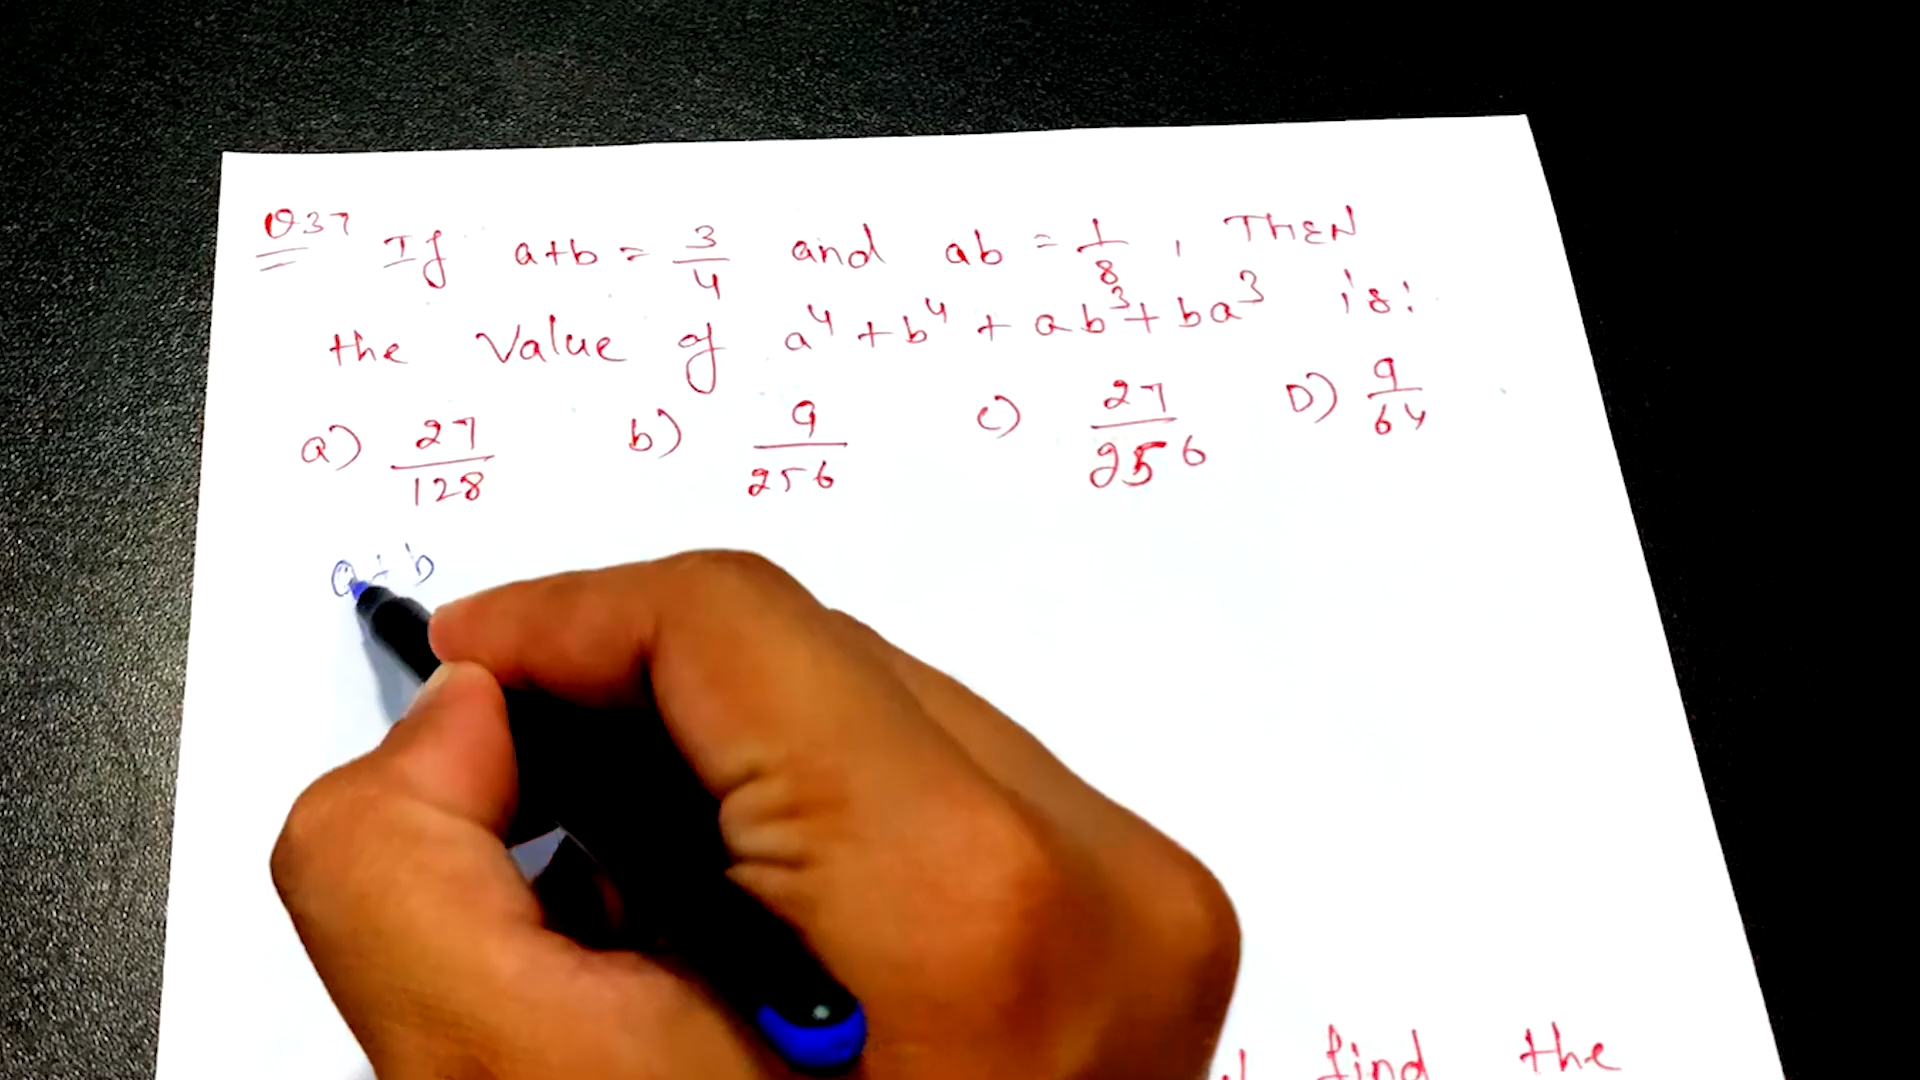 Q37 If a+b = 3/4 and ab = 1/8, THEN
the Value of a⁴+b⁴+ab³+ba³ is:
a) 27/128 b) 9/256 c) 27/256 D) 9/64
a+b
find the